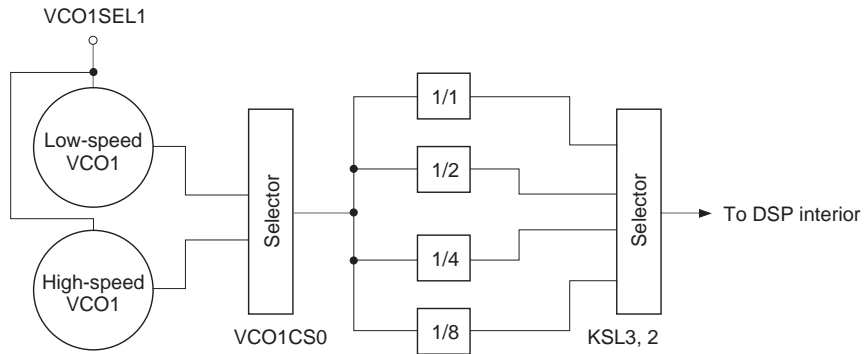 VCO1SEL1
Low-speed
VCO1
High-speed
VCO1
Selector
VCO1CS0
1/1
1/2
1/4
1/8
Selector
KSL3, 2
To DSP interior